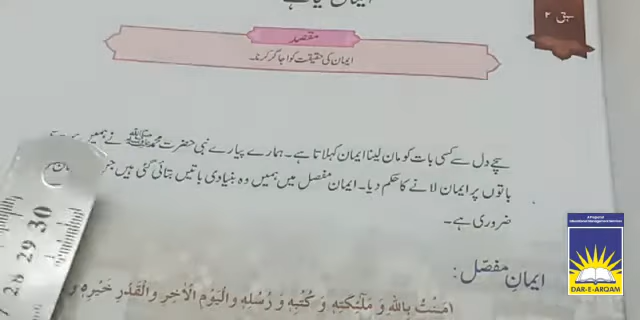 سبق ۲
مقصد
ایمان کی حقیقت کو اجاگر کرنا۔
سچے دل سے کسی بات کو مان لینا ایمان کہلاتا ہے۔ ہمارے پیارے نبی حضرت محمد ﷺ نے ہمیں
باتوں پر ایمان لانے کا حکم دیا۔ ایمان مفصل میں ہمیں وہ بنیادی باتیں بتائی گئی ہیں
ضروری ہے۔
ایمانِ مفصّل:
اٰمَنْتُ بِاللّٰهِ وَ مَلٰٓئِكَتِهٖ وَ كُتُبِهٖ وَ رُسُلِهٖ وَالْيَوْمِ الْاٰخِرِ وَالْقَدْرِ خَيْرِهٖ وَ
28 29 30
A Project of
DAR-E-ARQAM